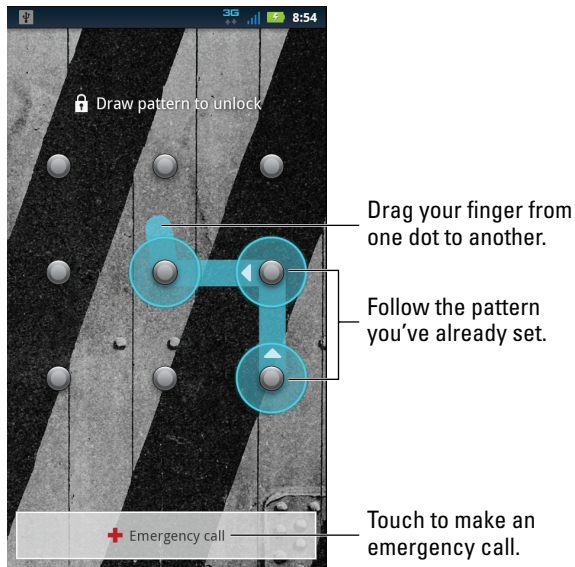 3G
8:54
Draw pattern to unlock
Drag your finger from
one dot to another.
Follow the pattern
you’ve already set.
Emergency call
Touch to make an
emergency call.